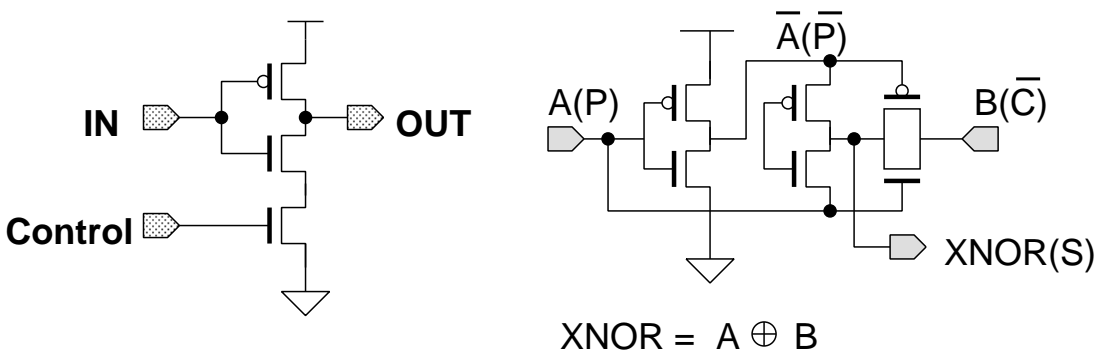 IN
OUT
Control
A̅(P̅)
A(P)
B(C̅)
XNOR(S)
XNOR = A ⊕ B